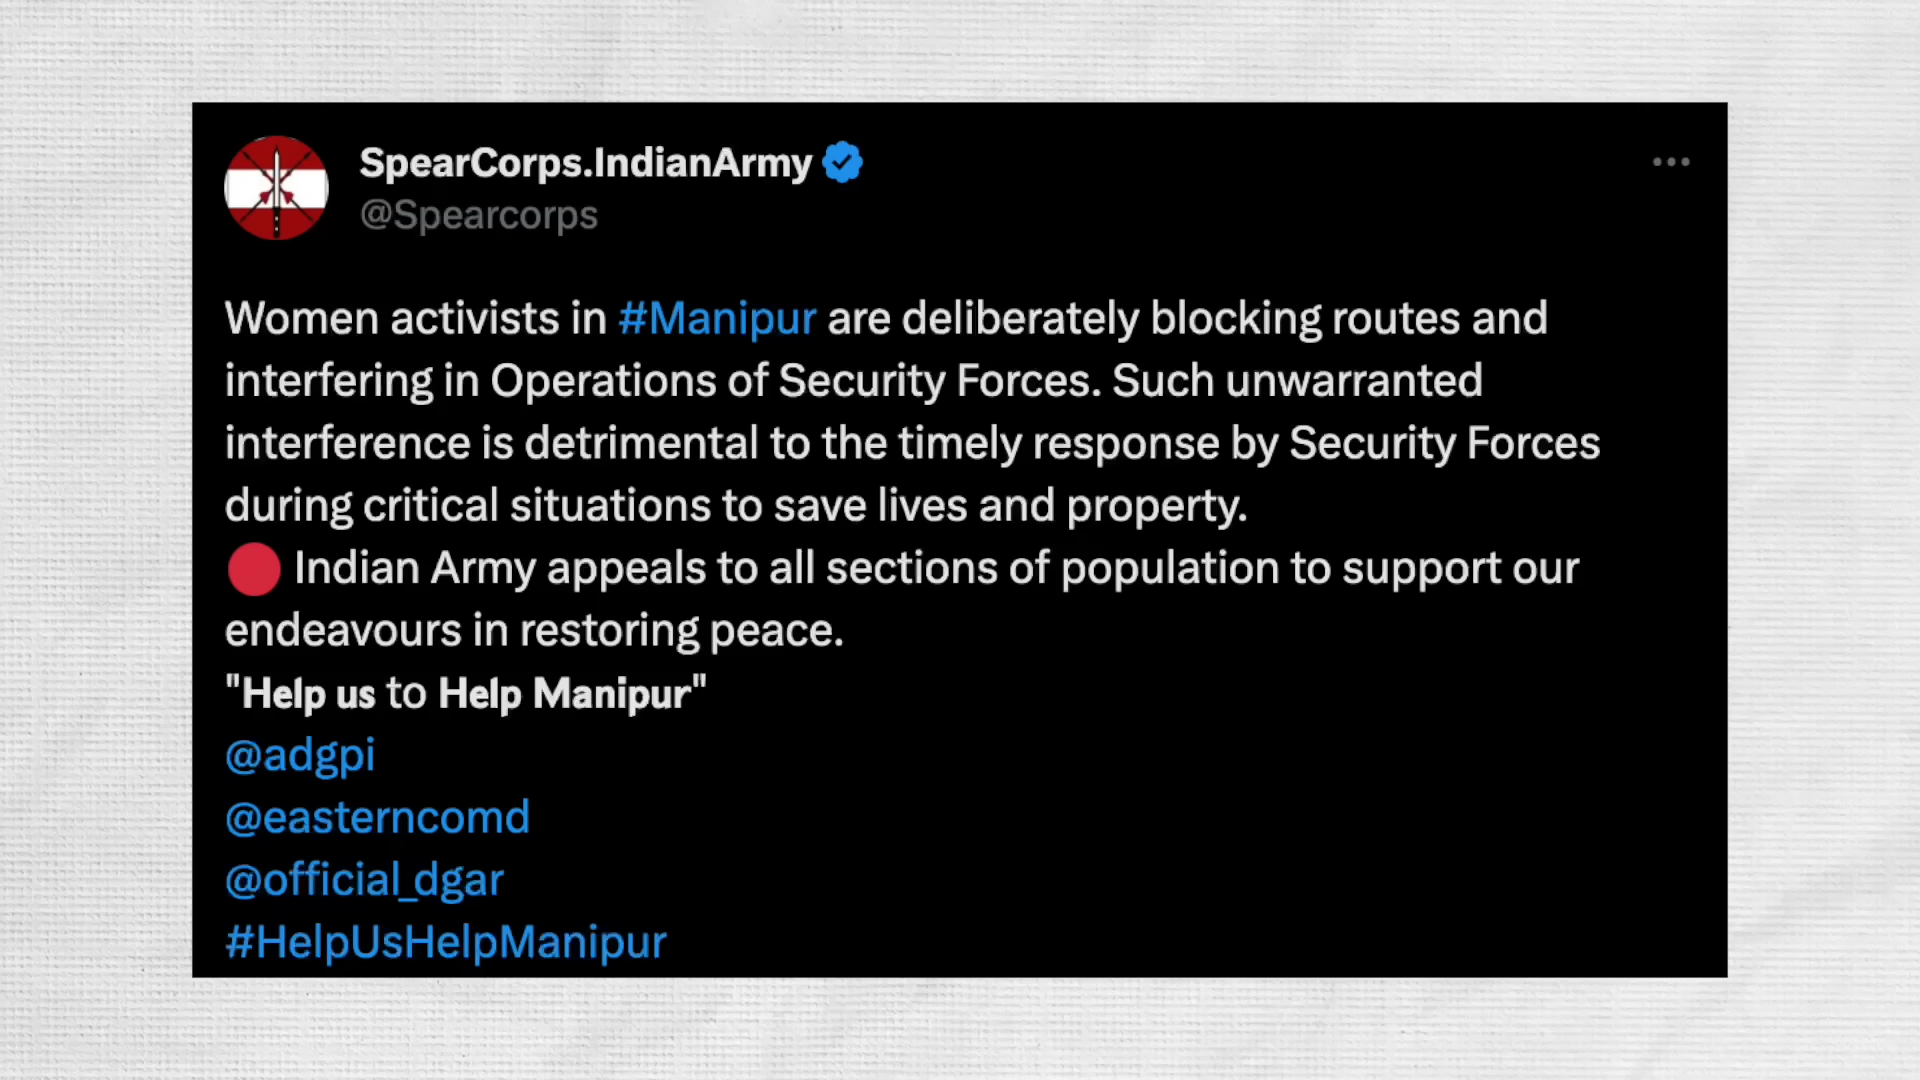 SpearCorps.IndianArmy
@Spearcorps
Women activists in #Manipur are deliberately blocking routes and
interfering in Operations of Security Forces. Such unwarranted
interference is detrimental to the timely response by Security Forces
during critical situations to save lives and property.
🔴 Indian Army appeals to all sections of population to support our
endeavours in restoring peace.
"Help us to Help Manipur"
@adgpi
@easterncomd
@official_dgar
#HelpUsHelpManipur